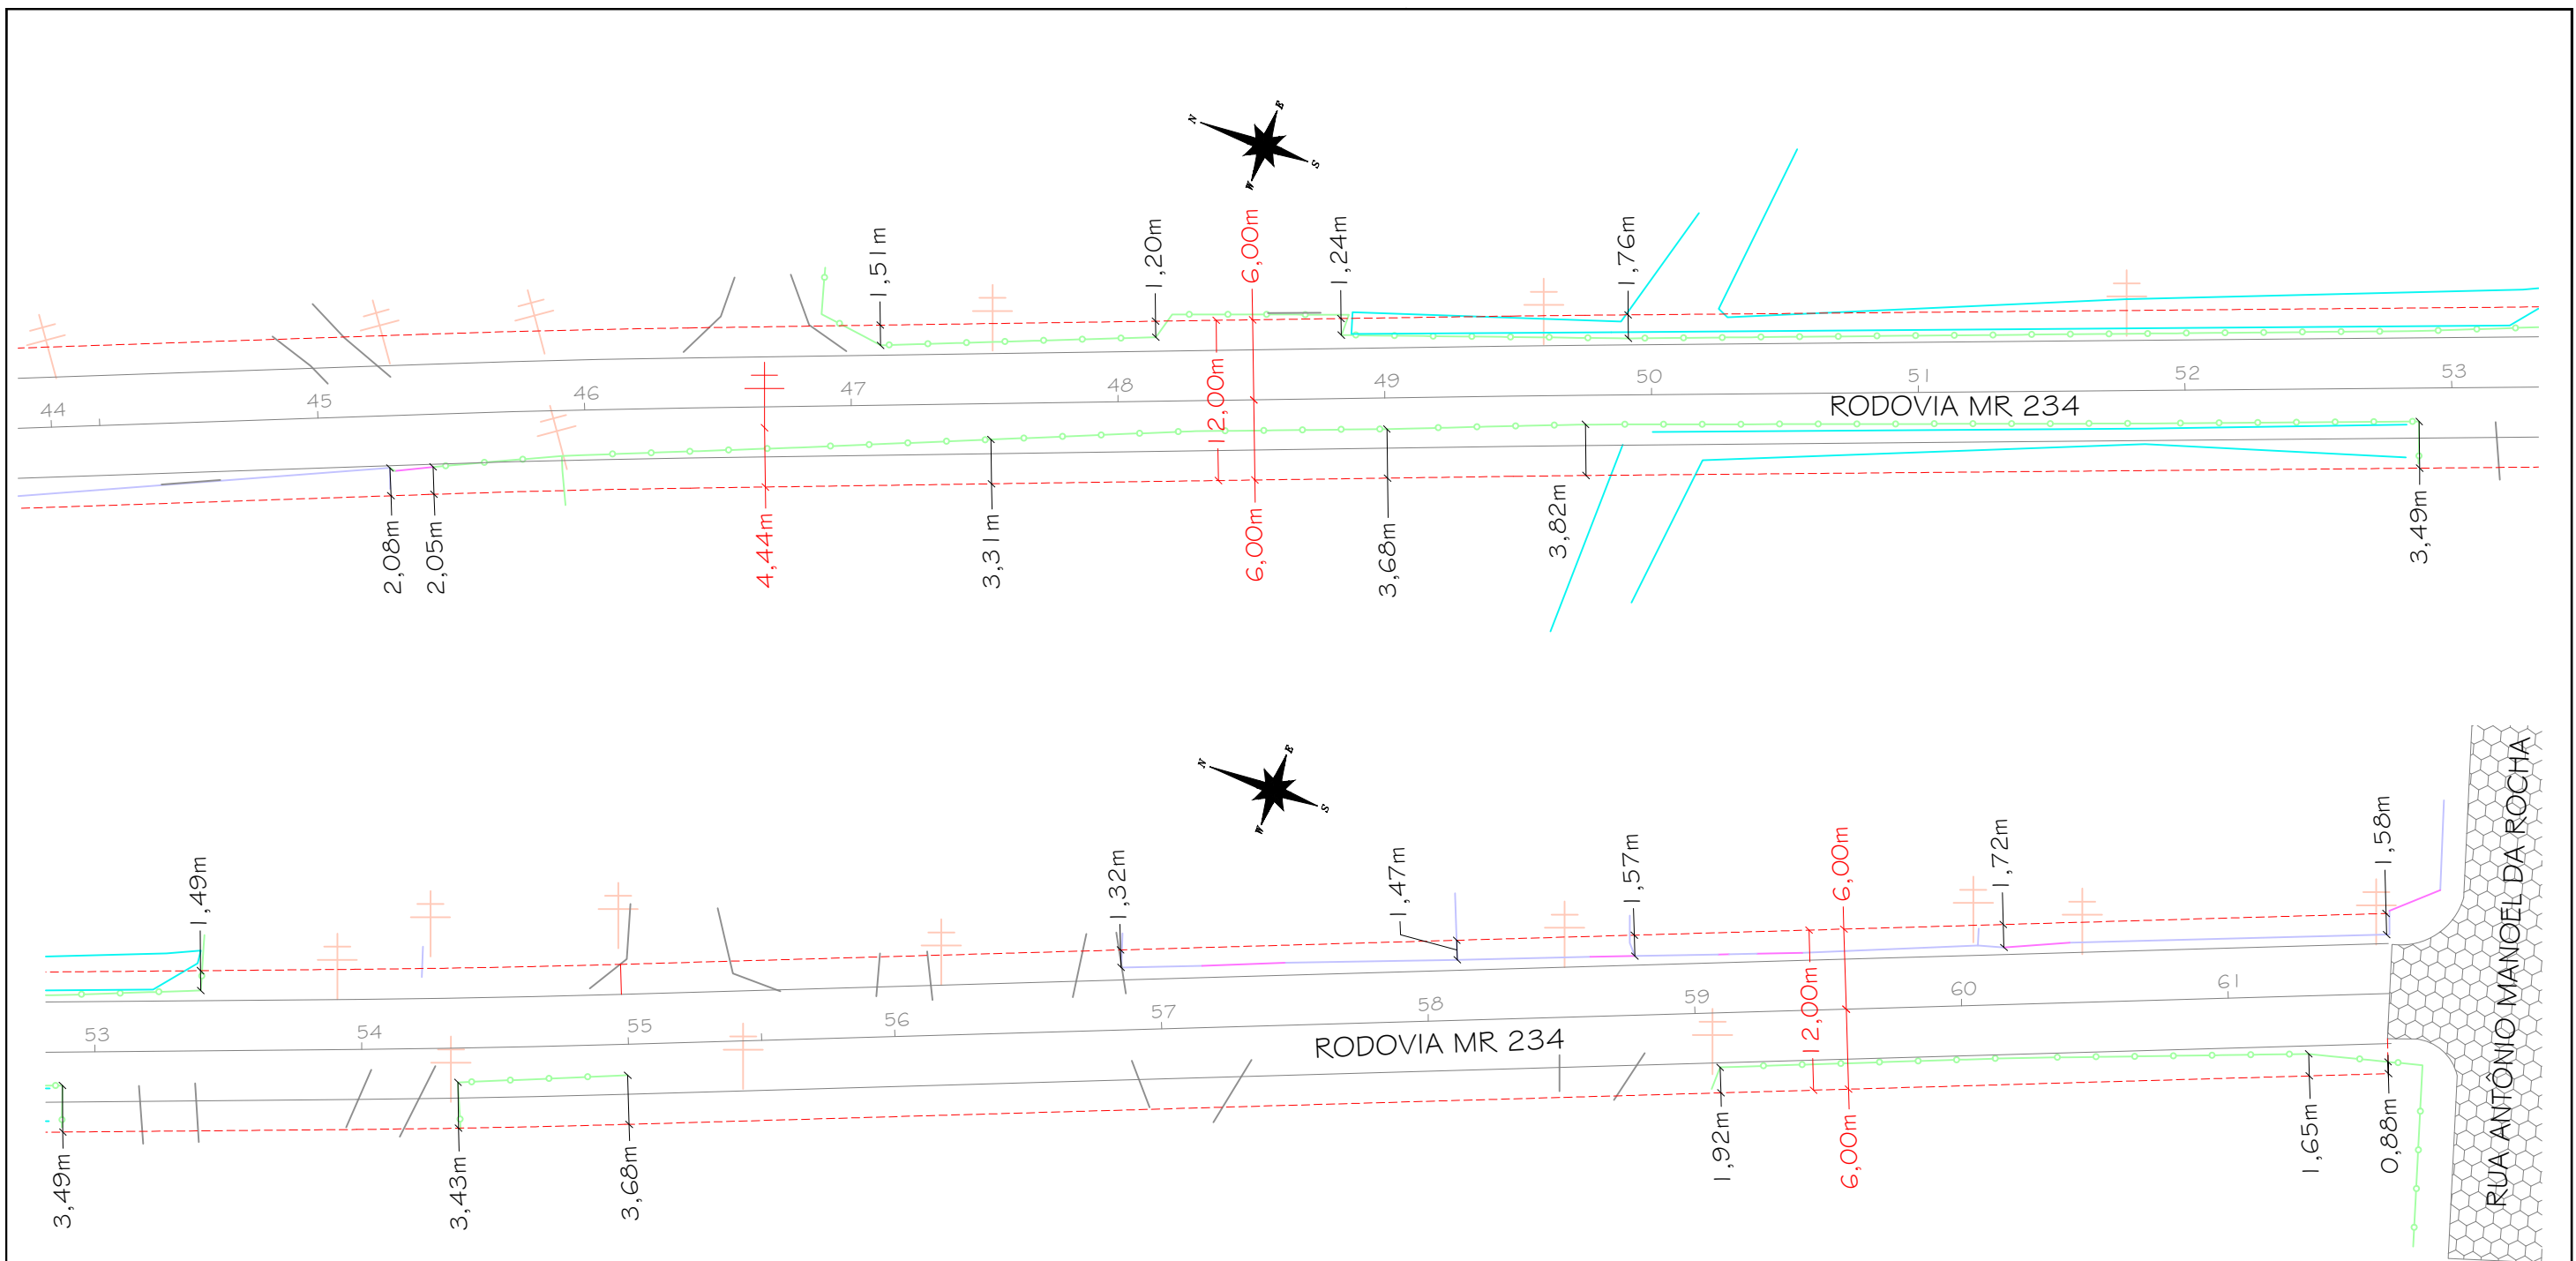 N
E
S
W
1,51m
1,20m
6,00m
1,24m
1,76m
44
45
46
47
48
49
50
51
52
53
12,00m
RODOVIA MR 234
2,08m
2,05m
4,44m
3,31m
6,00m
3,68m
3,82m
3,49m
N
E
S
W
1,49m
1,32m
1,47m
1,57m
6,00m
1,72m
1,58m
53
54
55
56
57
58
59
60
61
12,00m
RODOVIA MR 234
RUA ANTÔNIO MANOEL DA ROCHA
3,49m
3,43m
3,68m
1,92m
6,00m
1,65m
0,88m